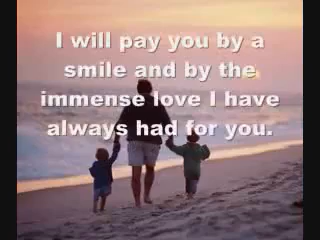 I will pay you by a
smile and by the
immense love I have
always had for you.